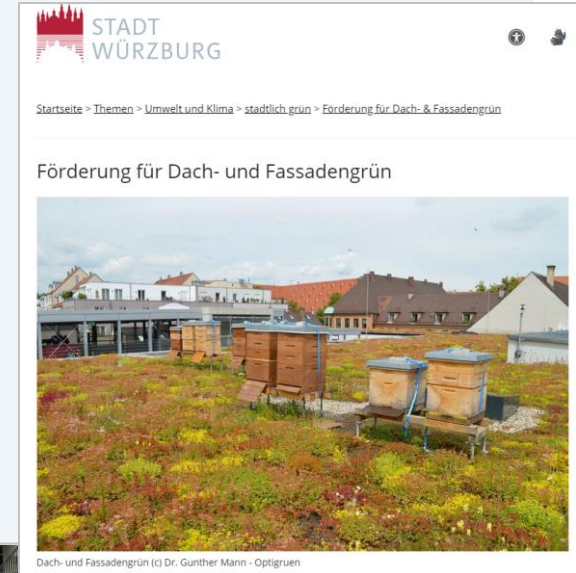 STADT
WÜRZBURG
Startseite > Themen > Umwelt und Klima > stadtlich grün > Förderung für Dach- & Fassadengrün
Förderung für Dach- und Fassadengrün
Dach- und Fassadengrün (c) Dr. Gunther Mann - Optigruen